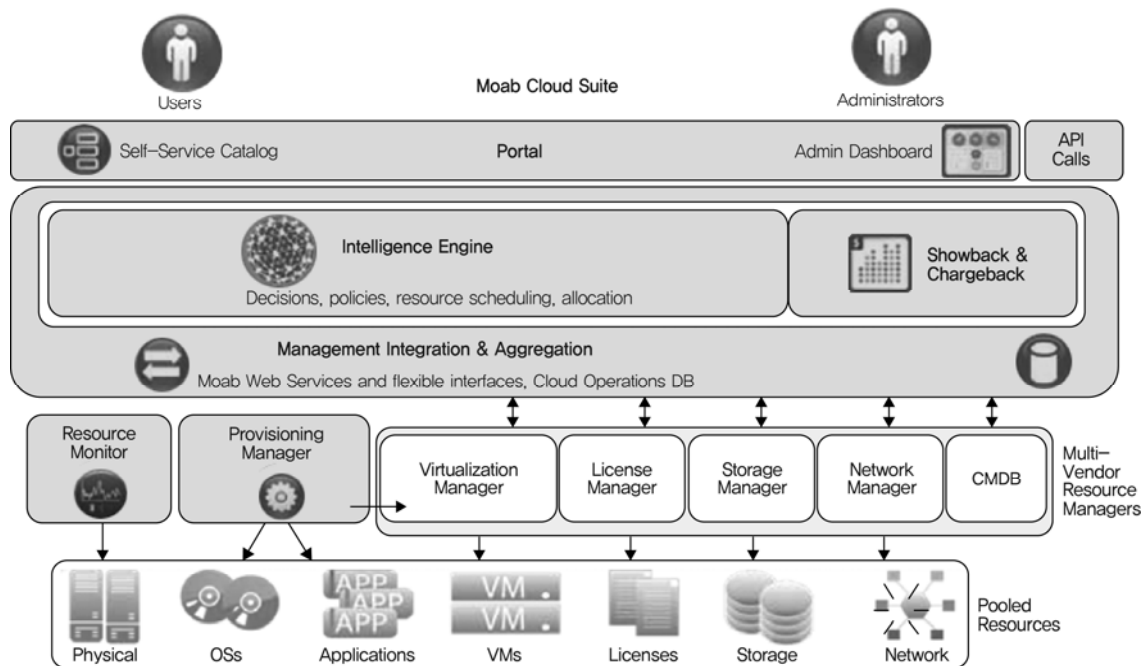 Users
Moab Cloud Suite
Administrators
Self-Service Catalog
Portal
Admin Dashboard
API
Calls
Intelligence Engine
Decisions, policies, resource scheduling, allocation
$
Showback &
Chargeback
Management Integration & Aggregation
Moab Web Services and flexible interfaces, Cloud Operations DB
Resource
Monitor
Provisioning
Manager
Virtualization
Manager
License
Manager
Storage
Manager
Network
Manager
CMDB
Multi-
Vendor
Resource
Managers
APP
APP
APP
VM
VM
Physical
OSs
Applications
VMs
Licenses
Storage
Network
Pooled
Resources